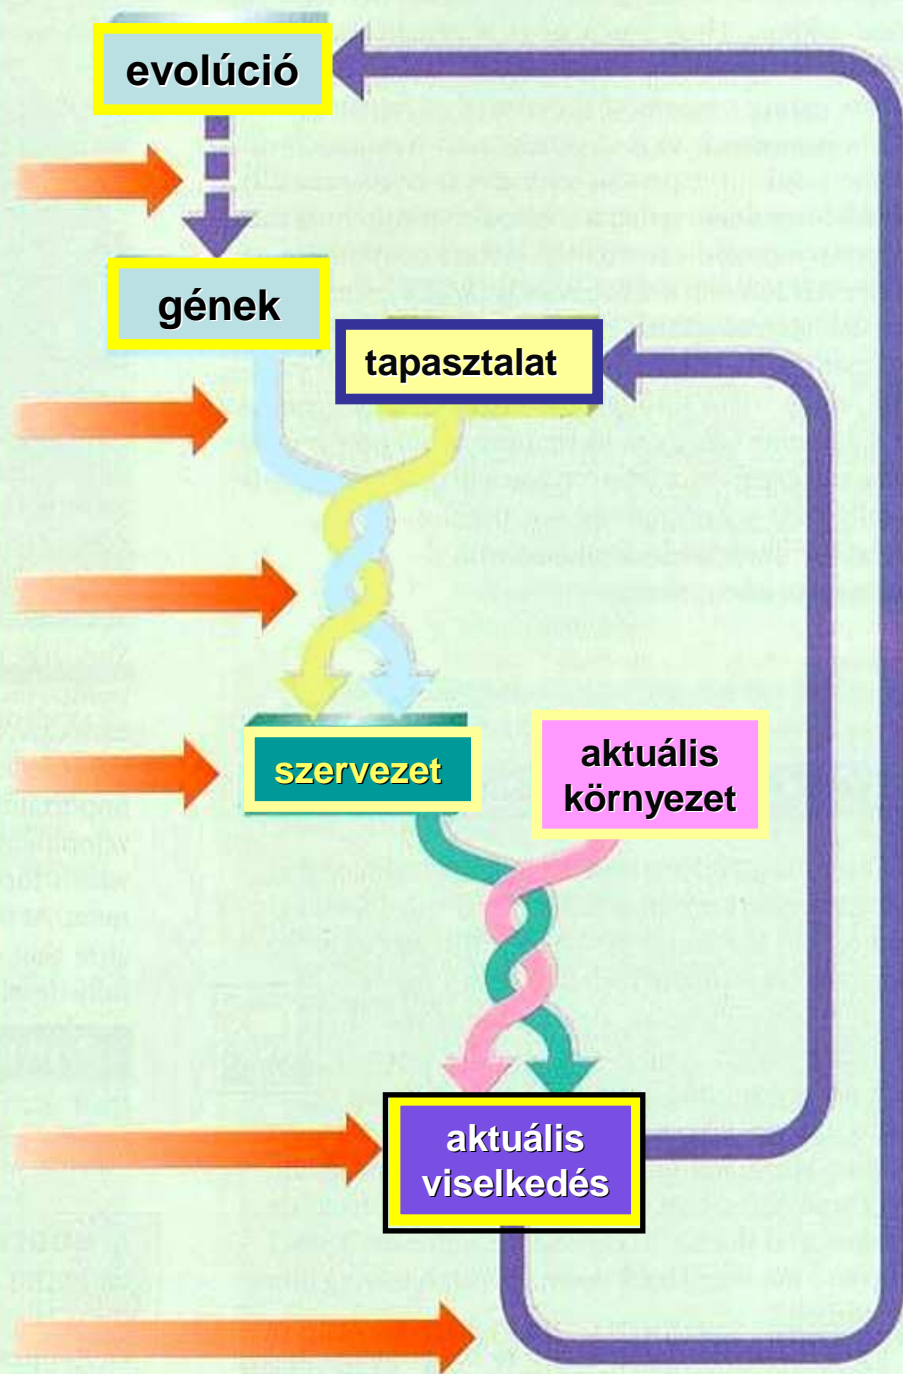 evolúció
gének
tapasztalat
szervezet
aktuális
környezet
aktuális
viselkedés